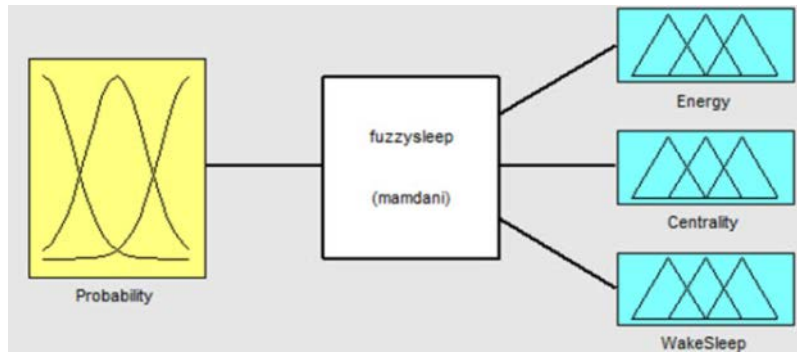 Probability
fuzzysleep
(mamdani)
Energy
Centrality
WakeSleep